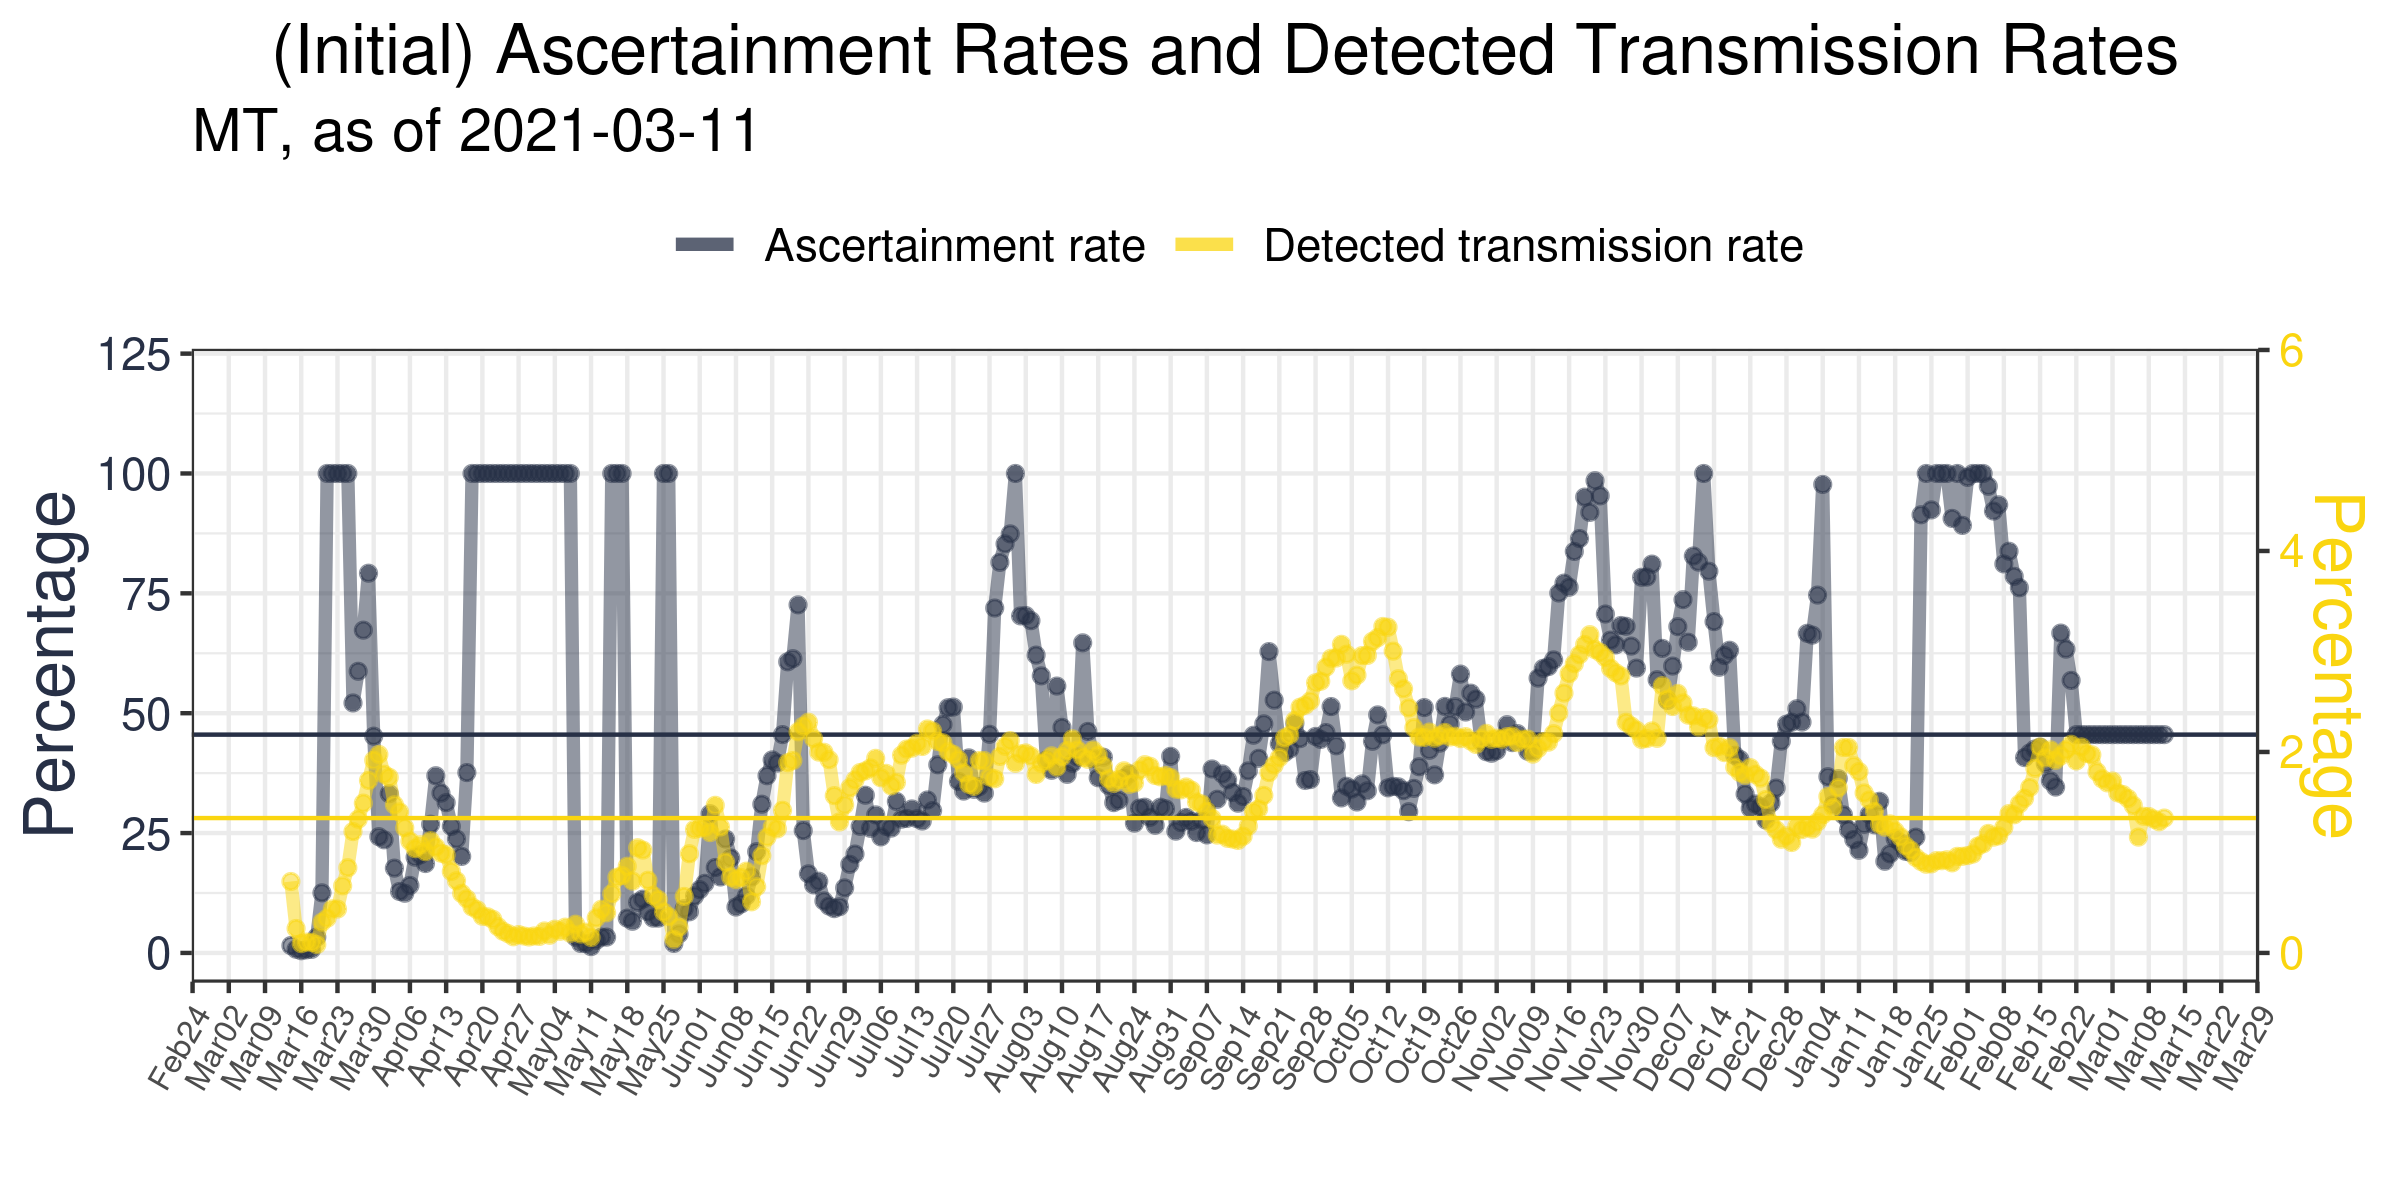 (Initial) Ascertainment Rates and Detected Transmission Rates
MT, as of 2021-03-11
Ascertainment rate
Detected transmission rate
Percentage
125
100
75
50
25
0
6
4
2
0
Percentage
Feb24
Mar02
Mar09
Mar16
Mar23
Mar30
Apr06
Apr13
Apr20
Apr27
May04
May11
May18
May25
Jun01
Jun08
Jun15
Jun22
Jun29
Jul06
Jul13
Jul20
Jul27
Aug03
Aug10
Aug17
Aug24
Aug31
Sep07
Sep14
Sep21
Sep28
Oct05
Oct12
Oct19
Oct26
Nov02
Nov09
Nov16
Nov23
Nov30
Dec07
Dec14
Dec21
Dec28
Jan04
Jan11
Jan18
Jan25
Feb01
Feb08
Feb15
Feb22
Mar01
Mar08
Mar15
Mar22
Mar29